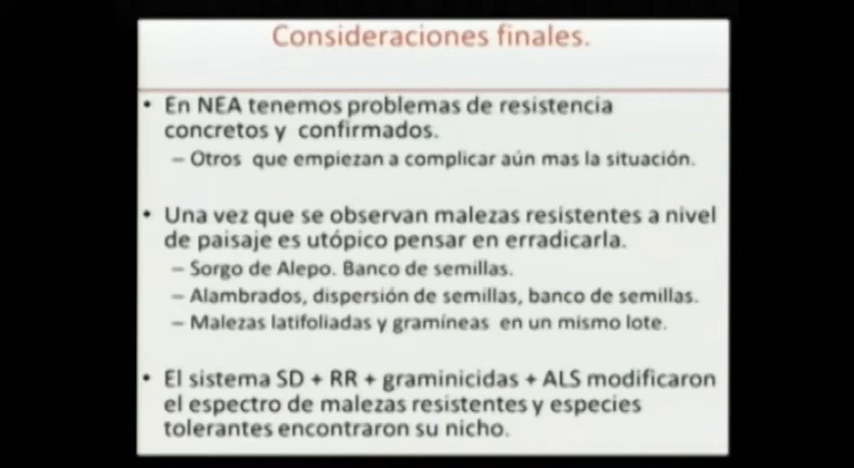 Consideraciones finales.
• En NEA tenemos problemas de resistencia
concretos y confirmados.
– Otros que empiezan a complicar aún mas la situación.
• Una vez que se observan malezas resistentes a nivel
de paisaje es utópico pensar en erradicarla.
– Sorgo de Alepo. Banco de semillas.
– Alambrados, dispersión de semillas, banco de semillas.
– Malezas latifoliadas y gramíneas en un mismo lote.
• El sistema SD + RR + graminicidas + ALS modificaron
el espectro de malezas resistentes y especies
tolerantes encontraron su nicho.